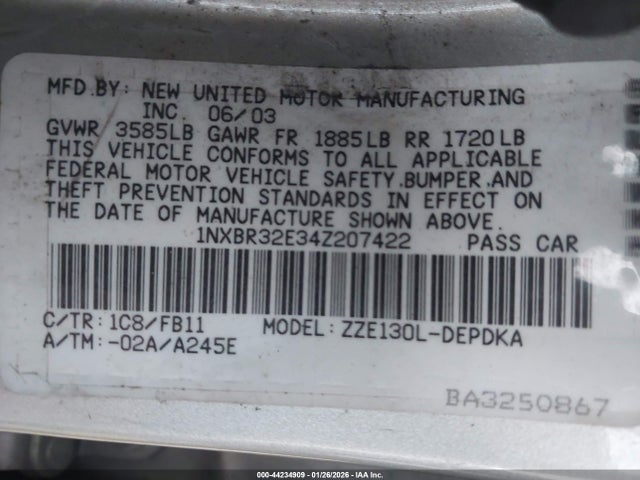 MFD.BY: NEW UNITED MOTOR MANUFACTURING
INC. 06/03
GVWR 3585LB GAWR FR 1885LB RR 1720LB
THIS VEHICLE CONFORMS TO ALL APPLICABLE
FEDERAL MOTOR VEHICLE SAFETY.BUMPER.AND
THEFT PREVENTION STANDARDS IN EFFECT ON
THE DATE OF MANUFACTURE SHOWN ABOVE.
1NXBR32E34Z207422 PASS CAR
C/TR: 1C8/FB11 MODEL: ZZE130L-DEPDKA
A/TM: -02A/A245E
BA3250867
000-44234909 | 01/26/2026 - IAA Inc.